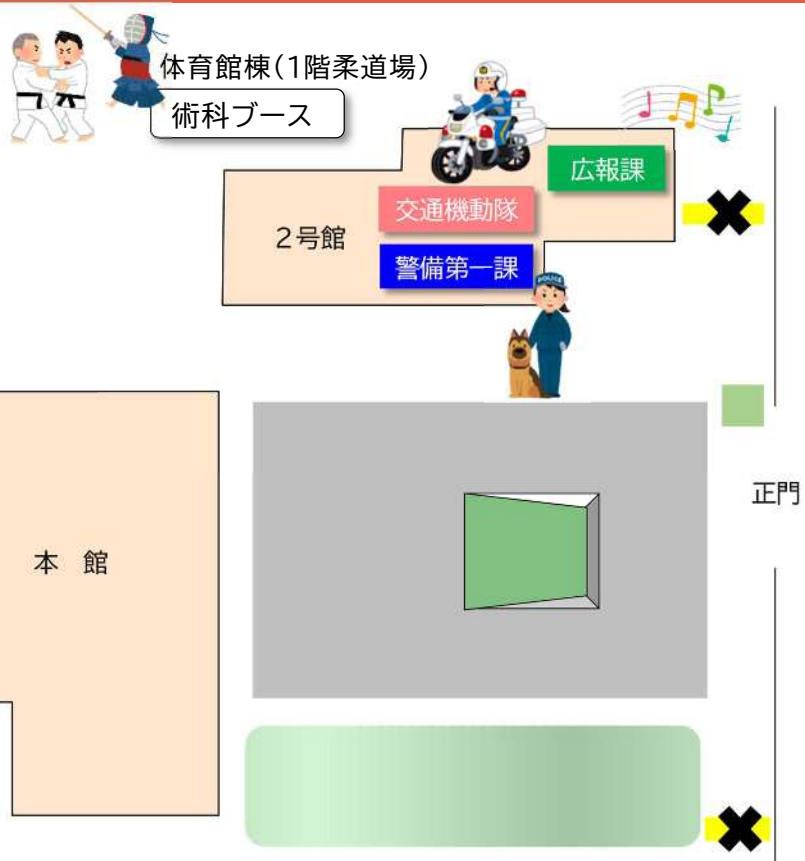 体育館棟(1階柔道場)
術科ブース
広報課
交通機動隊
2号館
警備第一課
POLICE
正門
本 館